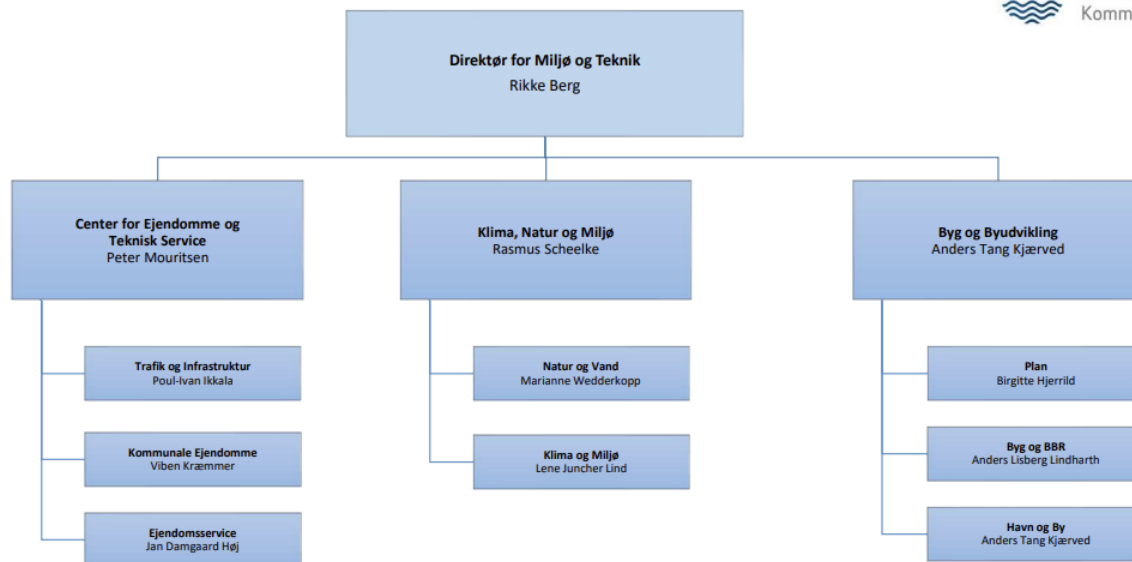 Komm
Direktør for Miljø og Teknik
Rikke Berg
Center for Ejendomme og
Teknisk Service
Peter Mouritsen
Klima, Natur og Miljø
Rasmus Scheelke
Byg og Byudvikling
Anders Tang Kjærved
Trafik og Infrastruktur
Poul-Ivan Ikkala
Kommunale Ejendomme
Viben Kræmmer
Ejendomsservice
Jan Damgaard Høj
Natur og Vand
Marianne Wedderkopp
Klima og Miljø
Lene Juncher Lind
Plan
Birgitte Hjerrild
Byg og BBR
Anders Lisberg Lindharth
Havn og By
Anders Tang Kjærved